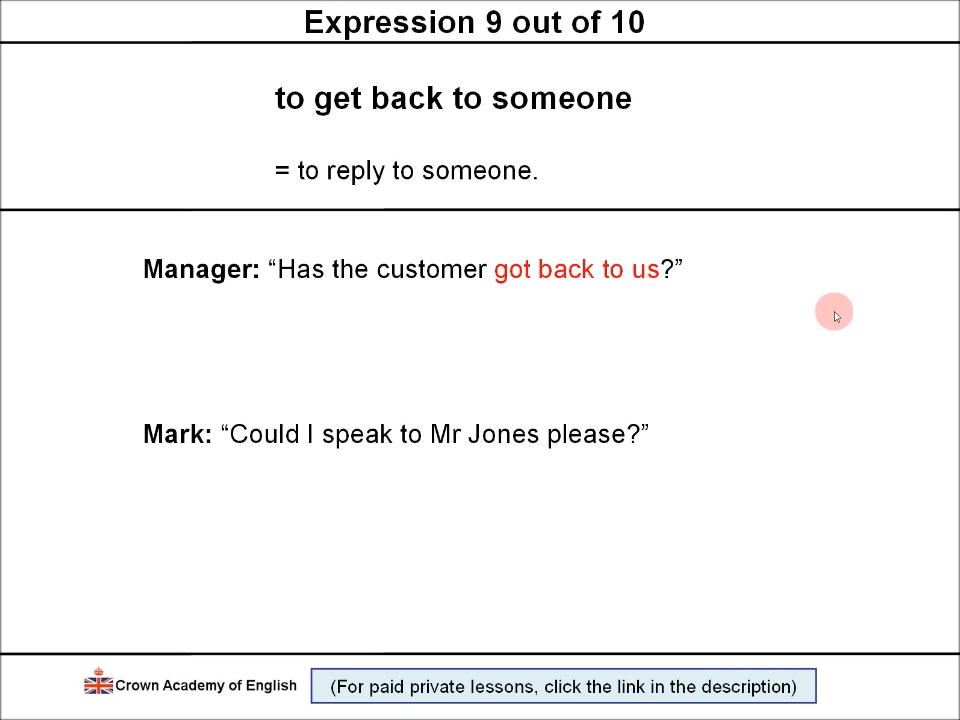 Expression 9 out of 10
to get back to someone
= to reply to someone.
Manager: “Has the customer got back to us?”
Mark: “Could I speak to Mr Jones please?”
Crown Academy of English
(For paid private lessons, click the link in the description)